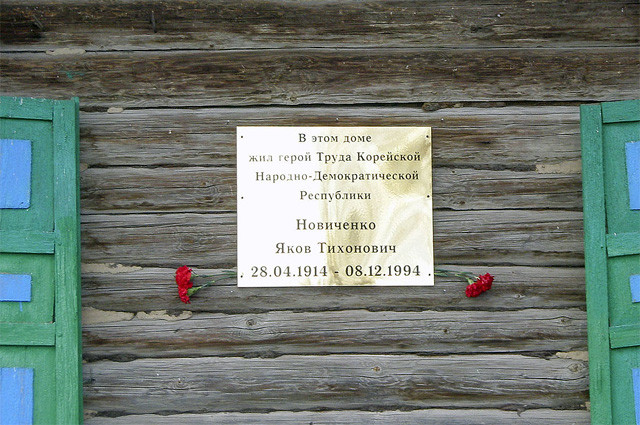 В этом доме
жил герой Труда Корейской
Народно-Демократической
Республики
Новиченко
Яков Тихонович
28.04.1914 - 08.12.1994